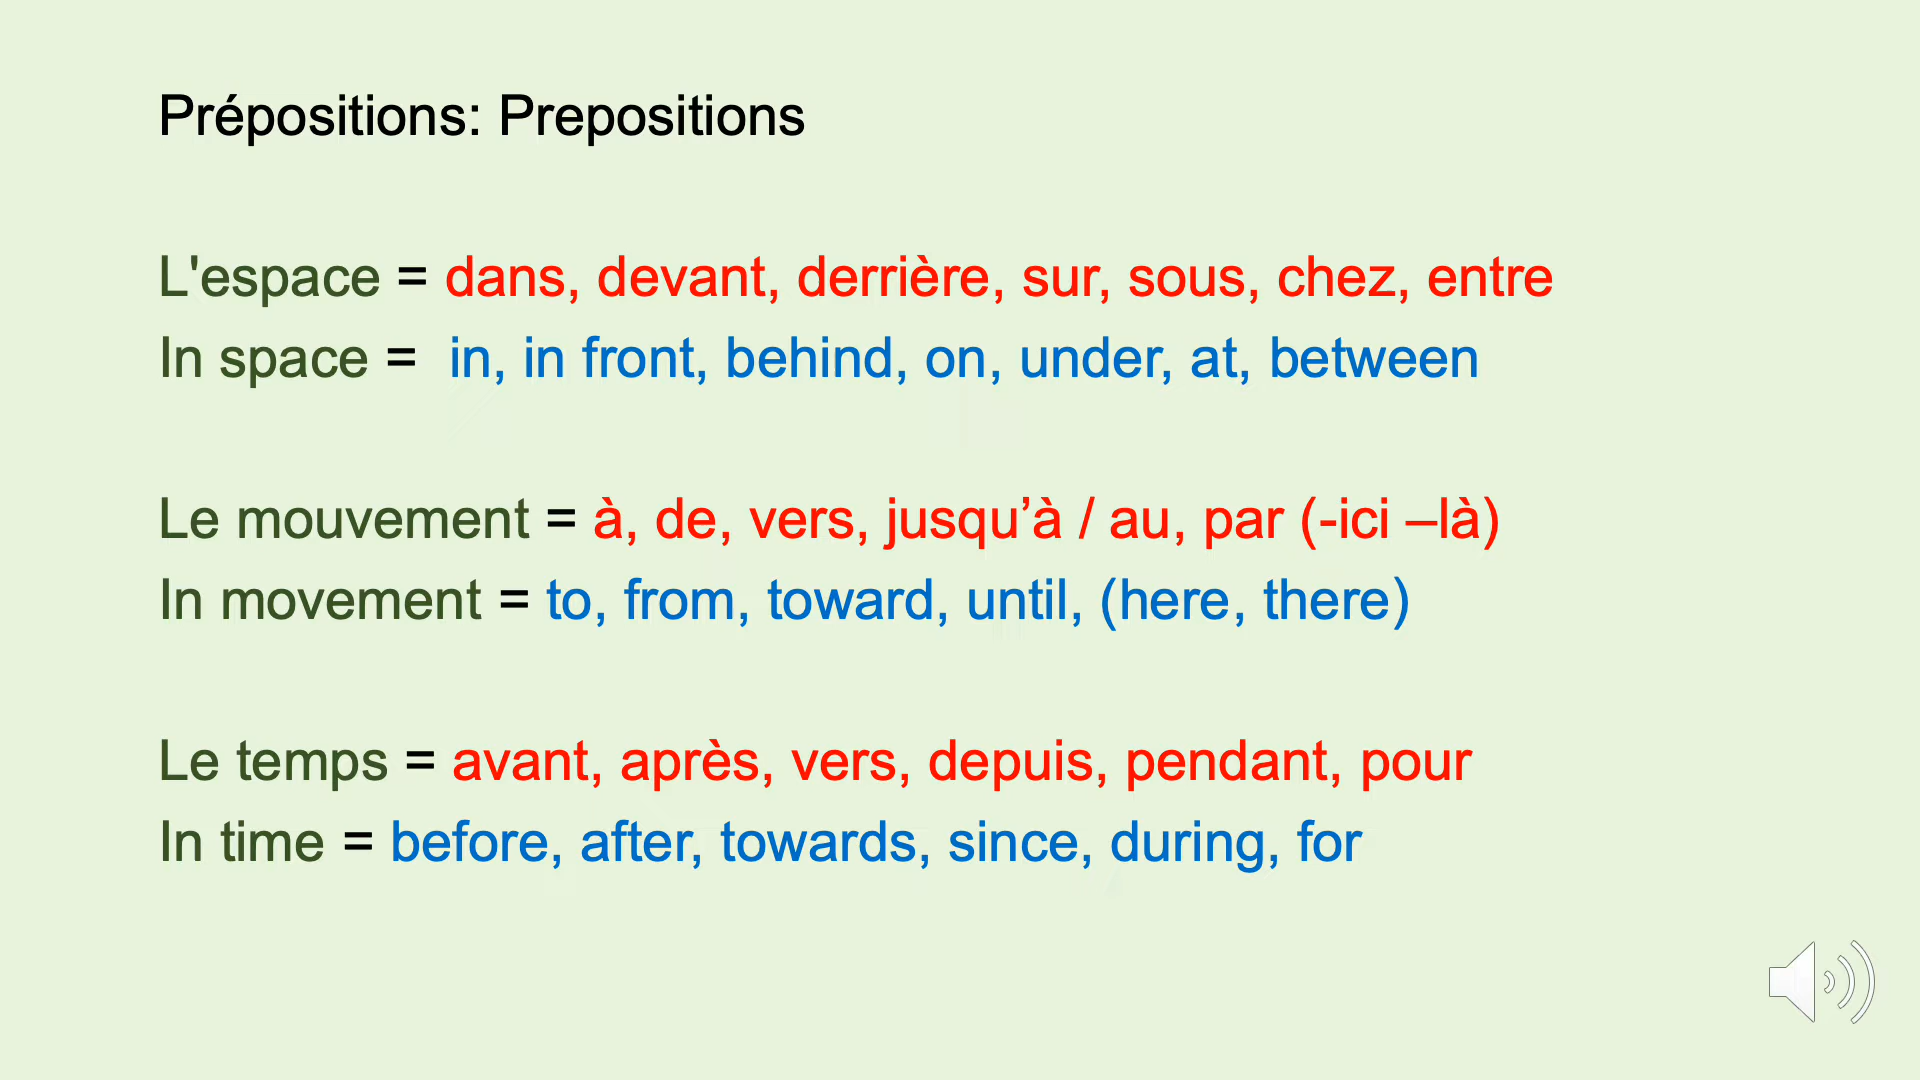 Prépositions: Prepositions
L'espace = dans, devant, derrière, sur, sous, chez, entre
In space =  in, in front, behind, on, under, at, between
Le mouvement = à, de, vers, jusqu’à / au, par (-ici –là)
In movement = to, from, toward, until, (here, there)
Le temps = avant, après, vers, depuis, pendant, pour
In time = before, after, towards, since, during, for